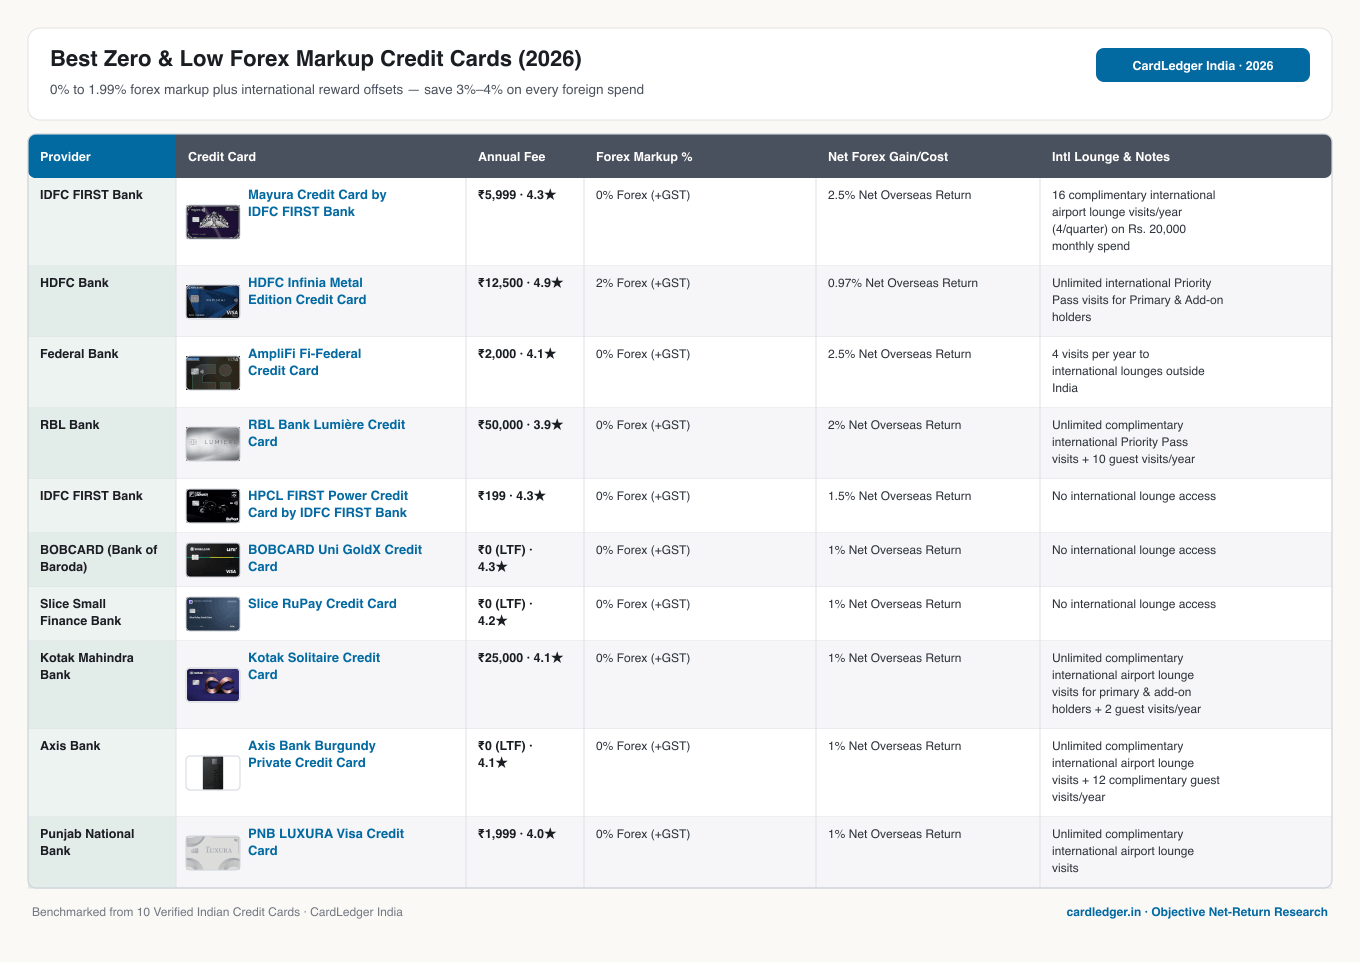 Best Zero & Low Forex Markup Credit Cards (2026)
0% to 1.99% forex markup plus international reward offsets — save 3%–4% on every foreign spend
CardLedger India · 2026
Provider
Credit Card
Annual Fee
Forex Markup %
Net Forex Gain/Cost
Intl Lounge & Notes
IDFC FIRST Bank
Mayura Credit Card by
IDFC FIRST Bank
₹5,999 · 4.3★
0% Forex (+GST)
2.5% Net Overseas Return
16 complimentary international
airport lounge visits/year
(4/quarter) on Rs. 20,000
monthly spend
HDFC Bank
VISA
HDFC Infinia Metal
Edition Credit Card
₹12,500 · 4.9★
2% Forex (+GST)
0.97% Net Overseas Return
Unlimited international Priority
Pass visits for Primary & Add-on
holders
Federal Bank
AmpliFi Fi-Federal
Credit Card
₹2,000 · 4.1★
0% Forex (+GST)
2.5% Net Overseas Return
4 visits per year to
international lounges outside
India
RBL Bank
RBL Bank Lumière Credit
Card
₹50,000 · 3.9★
0% Forex (+GST)
2% Net Overseas Return
Unlimited complimentary
international Priority Pass
visits + 10 guest visits/year
IDFC FIRST Bank
RuPay
HPCL FIRST Power Credit
Card by IDFC FIRST Bank
₹199 · 4.3★
0% Forex (+GST)
1.5% Net Overseas Return
No international lounge access
BOBCARD (Bank of
Baroda)
VISA
BOBCARD Uni GoldX Credit
Card
₹0 (LTF) ·
4.3★
0% Forex (+GST)
1% Net Overseas Return
No international lounge access
Slice Small
Finance Bank
Slice RuPay Credit Card
₹0 (LTF) ·
4.2★
0% Forex (+GST)
1% Net Overseas Return
No international lounge access
Kotak Mahindra
Bank
Kotak Solitaire Credit
Card
₹25,000 · 4.1★
0% Forex (+GST)
1% Net Overseas Return
Unlimited complimentary
international airport lounge
visits for primary & add-on
holders + 2 guest visits/year
Axis Bank
Axis Bank Burgundy
Private Credit Card
₹0 (LTF) ·
4.1★
0% Forex (+GST)
1% Net Overseas Return
Unlimited complimentary
international airport lounge
visits + 12 complimentary guest
visits/year
Punjab National
Bank
PNB LUXURA Visa Credit
Card
₹1,999 · 4.0★
0% Forex (+GST)
1% Net Overseas Return
Unlimited complimentary
international airport lounge
visits
Benchmarked from 10 Verified Indian Credit Cards · CardLedger India
cardledger.in · Objective Net-Return Research